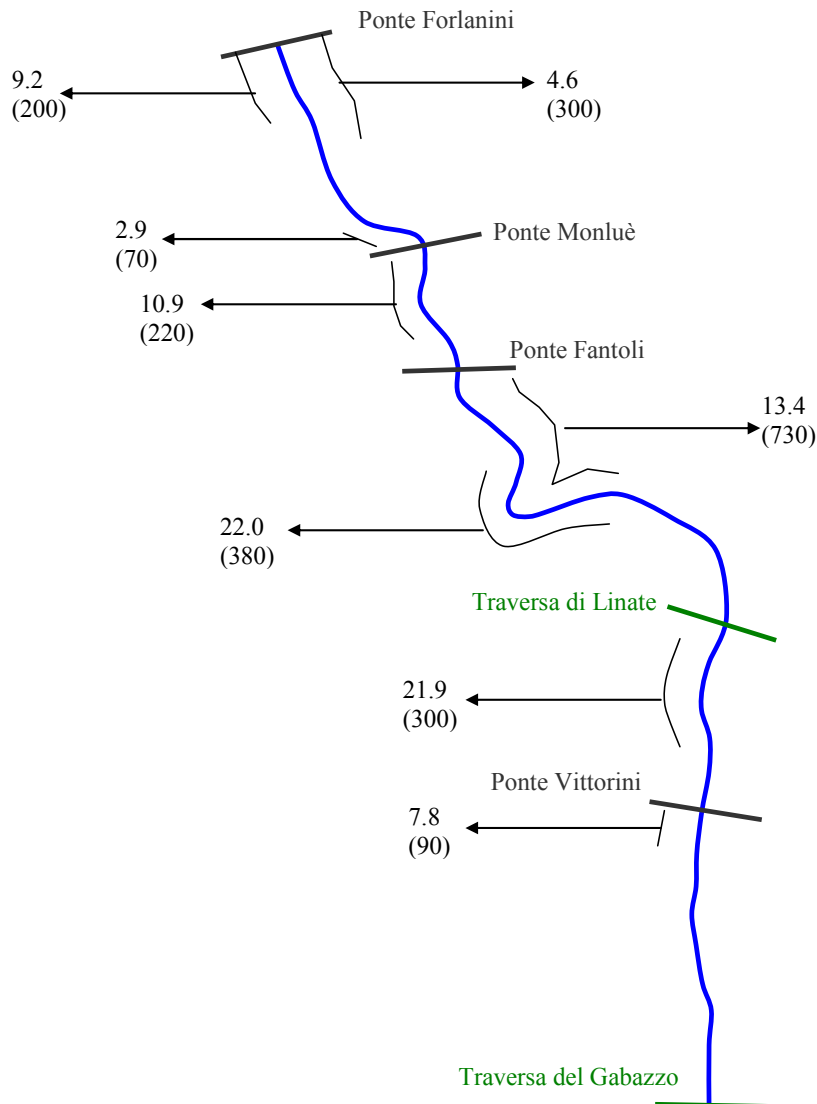 Ponte Forlanini
9.2
(200)
4.6
(300)
2.9
(70)
Ponte Monluè
10.9
(220)
Ponte Fantoli
13.4
(730)
22.0
(380)
Traversa di Linate
21.9
(300)
Ponte Vittorini
7.8
(90)
Traversa del Gabazzo